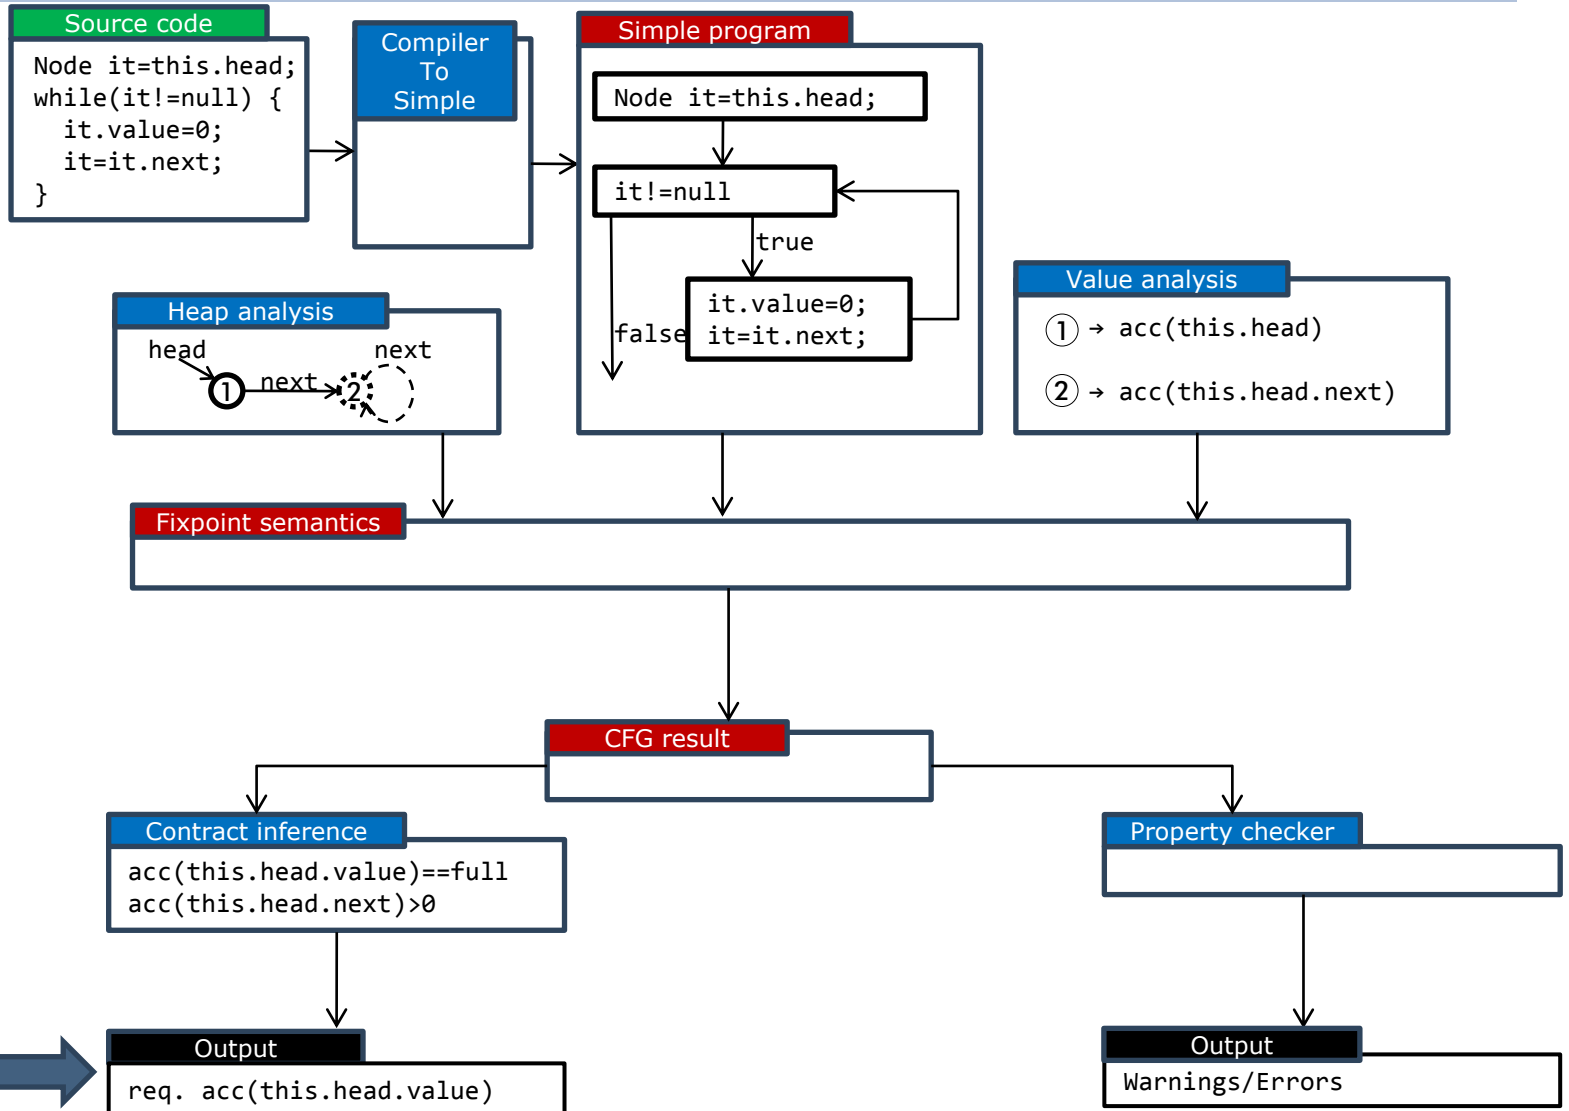 Source code
Node it=this.head;
while(it!=null) {
it.value=0;
it=it.next;
}
Compiler
To
Simple
Simple program
Node it=this.head;
it!=null
true
false
it.value=0;
it=it.next;
Heap analysis
head
next
1
next
2
Value analysis
1 → acc(this.head)
2 → acc(this.head.next)
Fixpoint semantics
CFG result
Contract inference
acc(this.head.value)==full
acc(this.head.next)>0
Property checker
Output
req. acc(this.head.value)
Output
Warnings/Errors